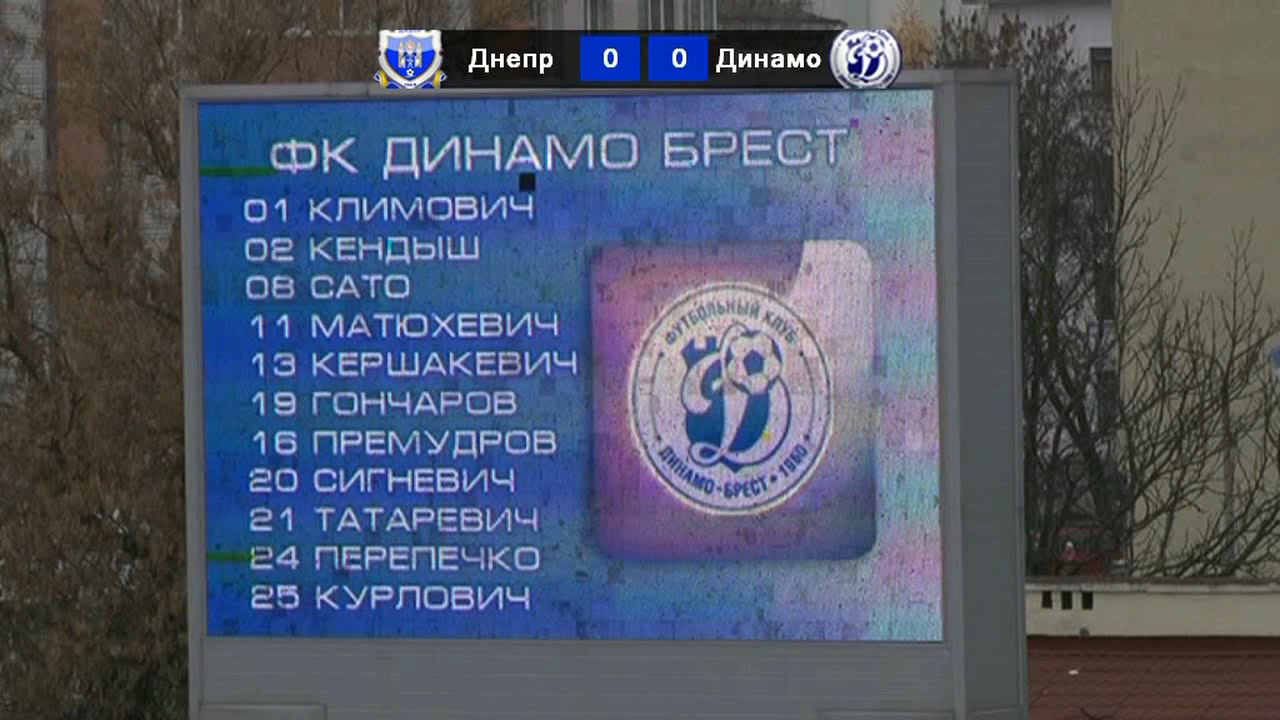 Днепр 0 0 Динамо
ФК ДИНАМО БРЕСТ
01 КЛИМОВИЧ
02 КЕНДЫШ
08 САТО
11 МАТЮХЕВИЧ
13 КЕРШАКЕВИЧ
19 ГОНЧАРОВ
16 ПРЕМУДРОВ
20 СИГНЕВИЧ
21 ТАТАРЕВИЧ
24 ПЕРЕПЕЧКО
25 КУРЛОВИЧ
ФУТБОЛЬНЫЙ КЛУБ
ДИНАМО-БРЕСТ • 1960